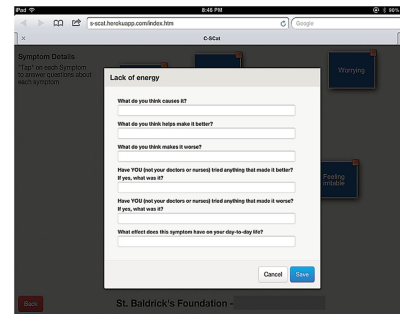 iPad
8:46 PM
90%
s-scat.herokuapp.com/index.htm
Google
C-SCat
Symptom Details
"Tap" on each Symptom
to answer questions about
each symptom
Worrying
Lack of energy
What do you think causes it?
What do you think helps make it better?
What do you think makes it worse?
Have YOU (not your doctors or nurses) tried anything that made it better?
If yes, what was it?
Have YOU (not your doctors or nurses) tried anything that made it worse?
If yes, what was it?
What effect does this symptom have on your day-to-day life?
Feeling
irritable
Cancel
Save
Back
St. Baldrick's Foundation -